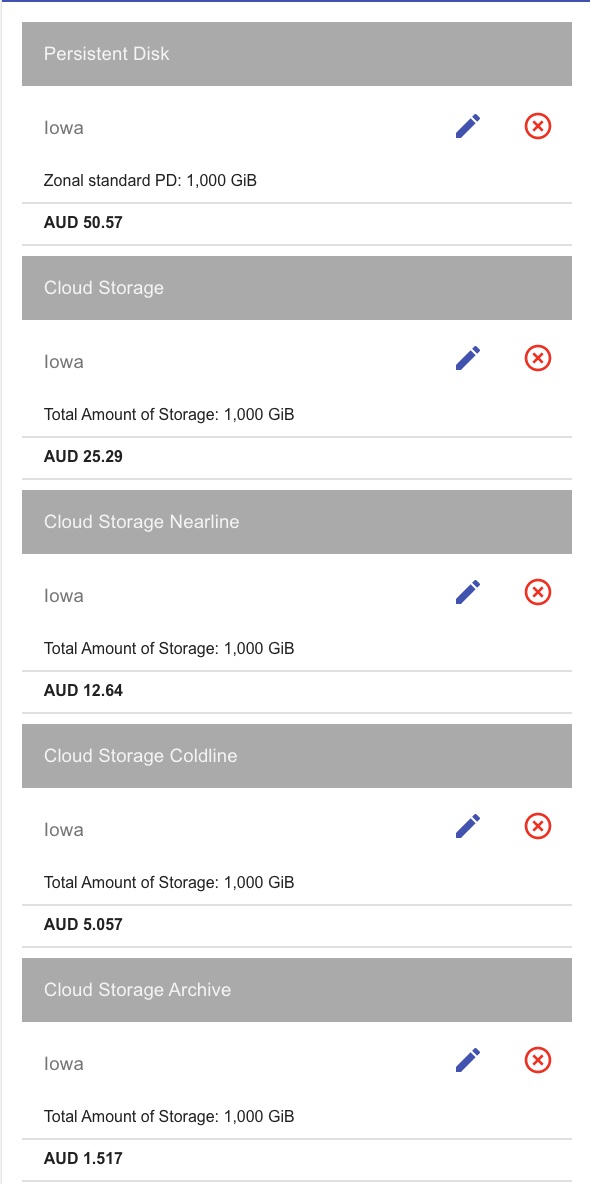 Persistent Disk
Iowa
Zonal standard PD: 1,000 GiB
AUD 50.57
Cloud Storage
Iowa
Total Amount of Storage: 1,000 GiB
AUD 25.29
Cloud Storage Nearline
Iowa
Total Amount of Storage: 1,000 GiB
AUD 12.64
Cloud Storage Coldline
Iowa
Total Amount of Storage: 1,000 GiB
AUD 5.057
Cloud Storage Archive
Iowa
Total Amount of Storage: 1,000 GiB
AUD 1.517